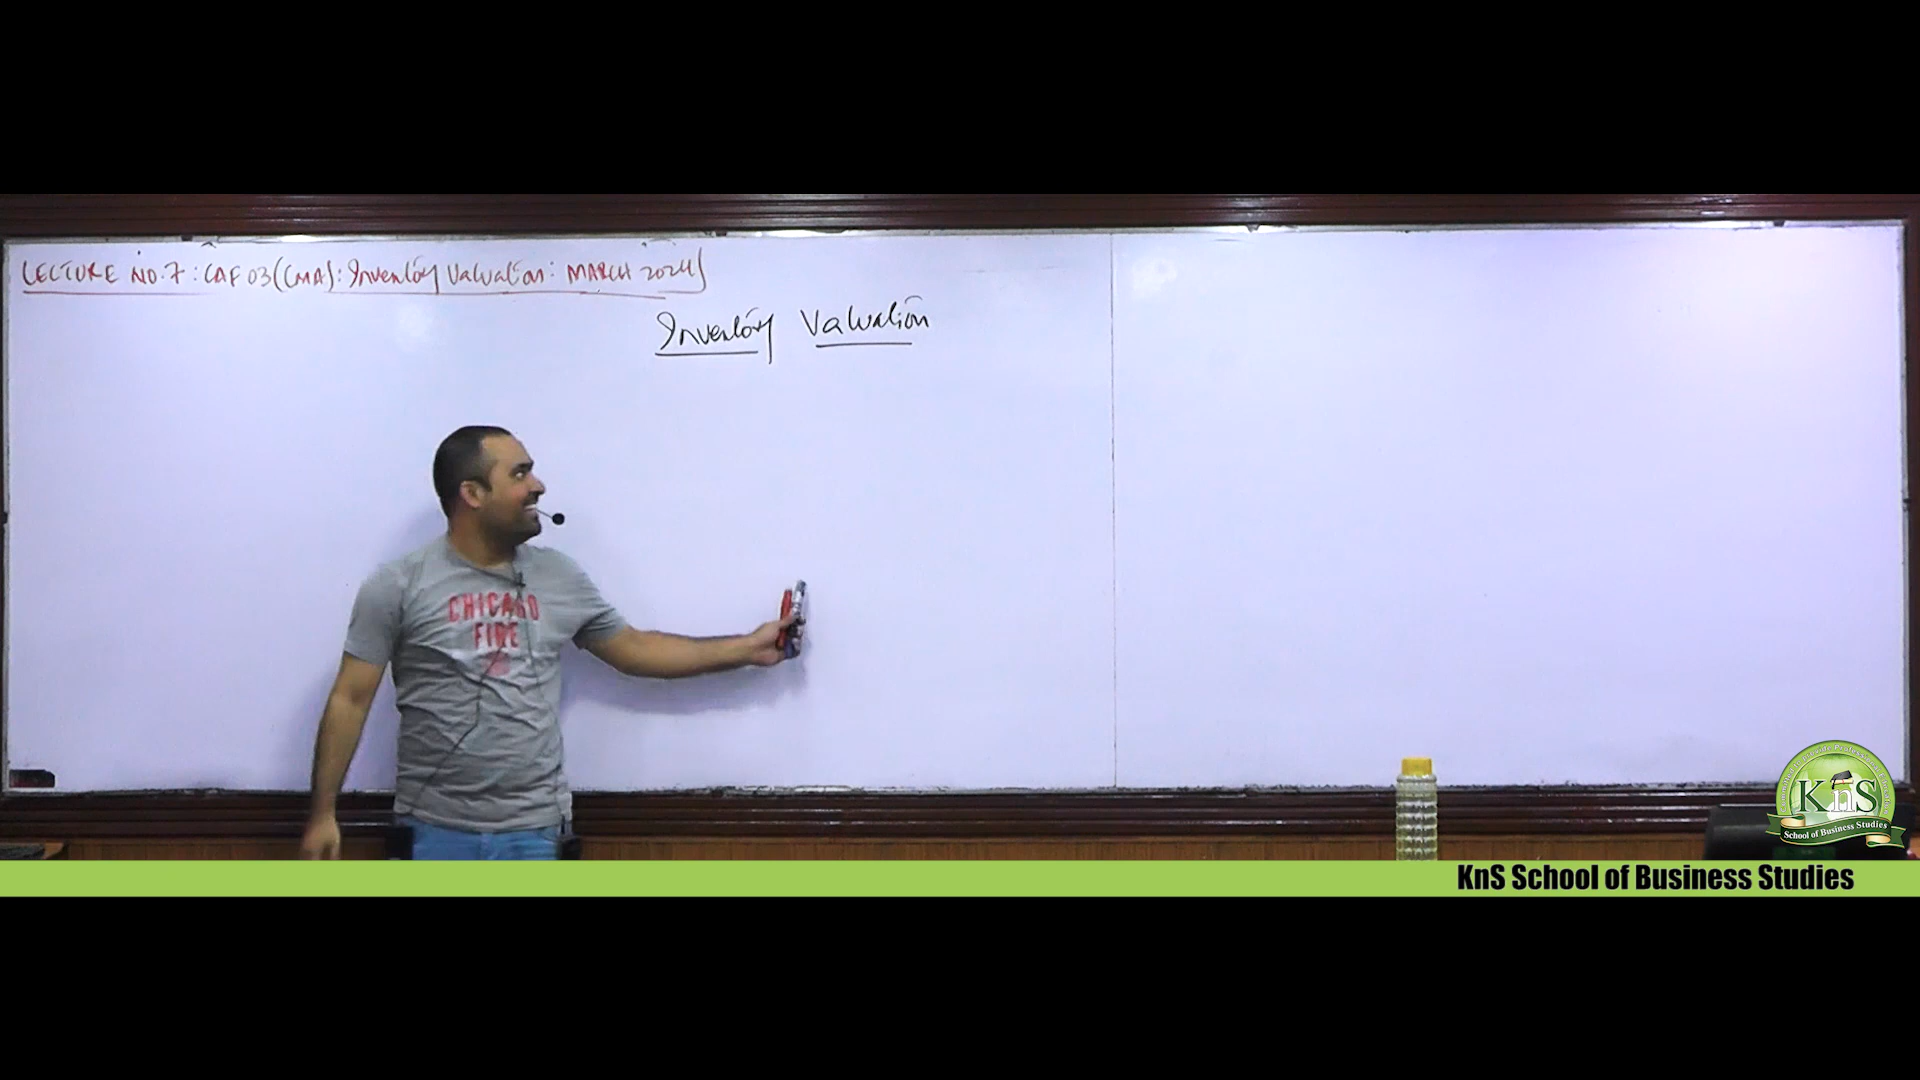 LECTURE NO.7 : CAF 03 (CMA): Inventory Valuation: MARCH 2024)
Inventory Valuation
CHICAGO
FIRE
KnS
School of Business Studies
KnS School of Business Studies